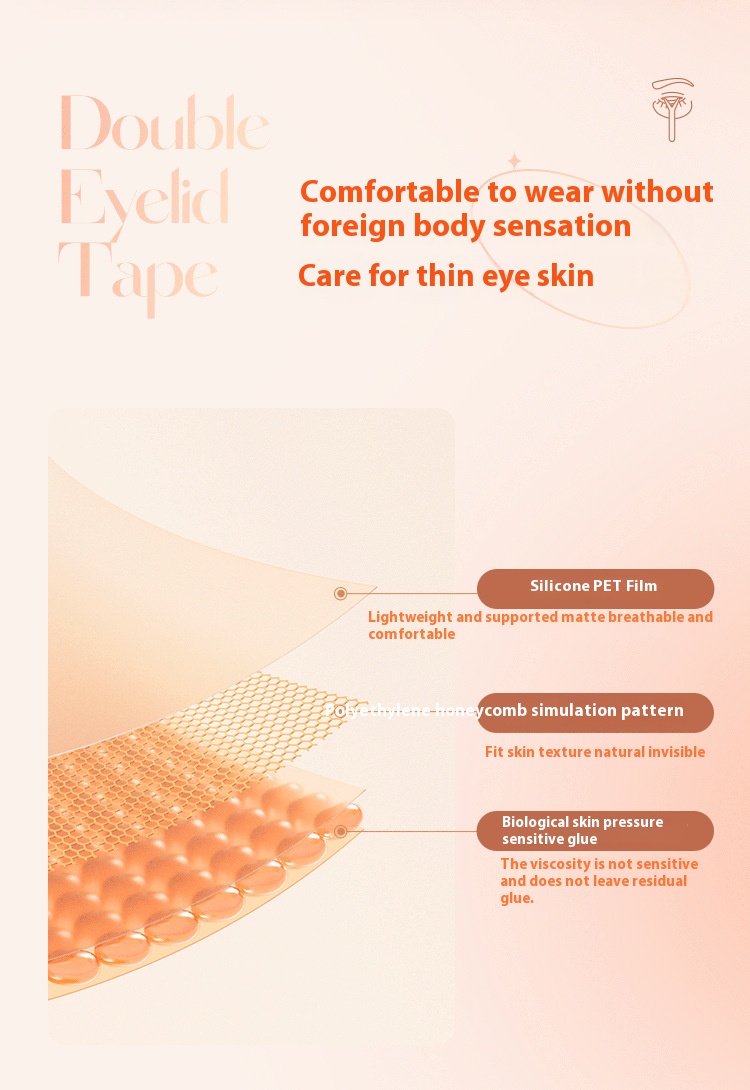 Double
Eyelid
Tape
Comfortable to wear without
foreign body sensation
Care for thin eye skin
Silicone PET Film
Lightweight and supported matte breathable and
comfortable
Polyethylene honeycomb simulation pattern
Fit skin texture natural invisible
Biological skin pressure
sensitive glue
The viscosity is not sensitive
and does not leave residual
glue.